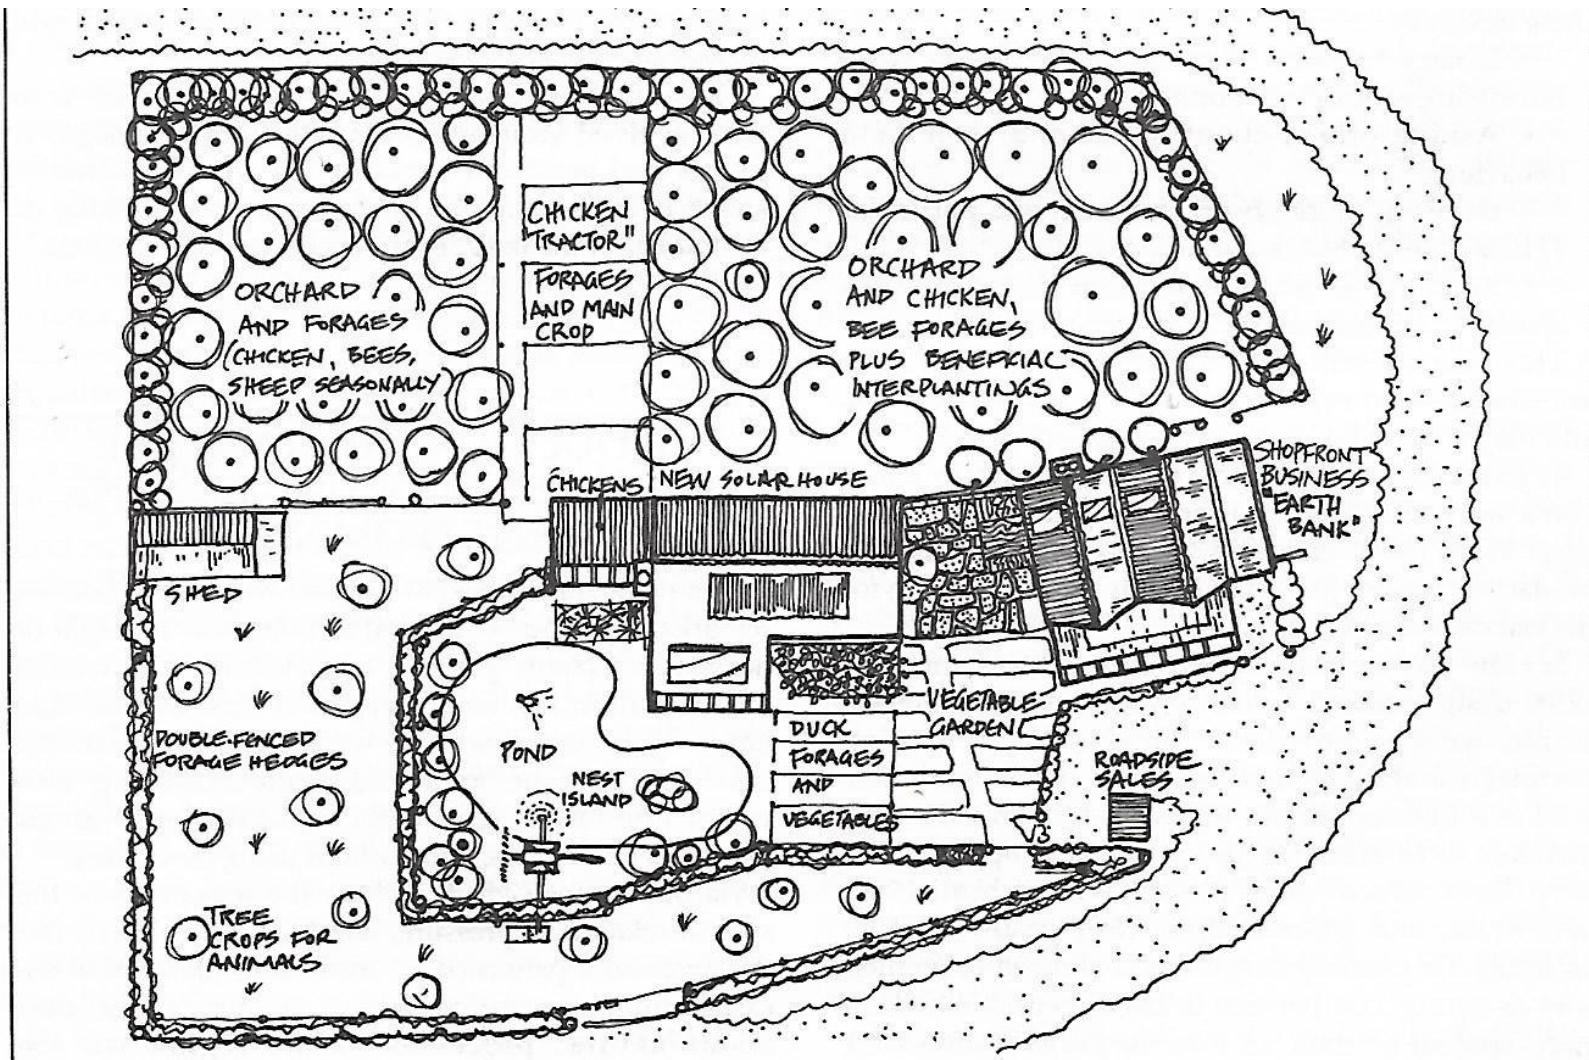 CHICKEN
"TRACTOR"
FORAGES
AND MAIN
CROP
ORCHARD
AND FORAGES
(CHICKEN, BEES,
SHEEP SEASONALLY)
ORCHARD
AND CHICKEN,
BEE FORAGES
PLUS BENEFICIAL
INTERPLANTINGS
CHICKENS
NEW SOLAR HOUSE
SHOPFRONT
BUSINESS
"EARTH
BANK"
SHED
DOUBLE-FENCED
FORAGE HEDGES
POND
NEST
ISLAND
DUCK
FORAGES
AND
VEGETABLES
VEGETABLE
GARDEN
ROADSIDE
SALES
TREE
CROPS FOR
ANIMALS